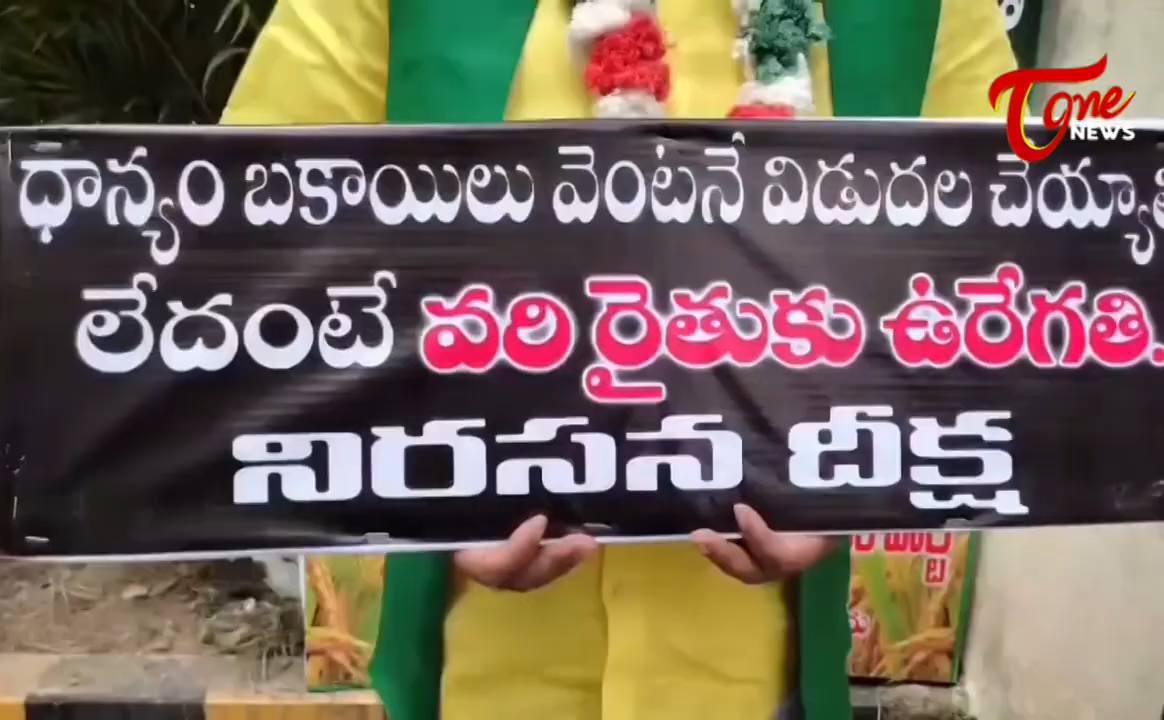 Tone
NEWS
ధాన్యం బకాయిలు వెంటనే విడుదల
లేదంటే వరి రైతుకు ఉరేగతి.
నిరసన దీక్ష